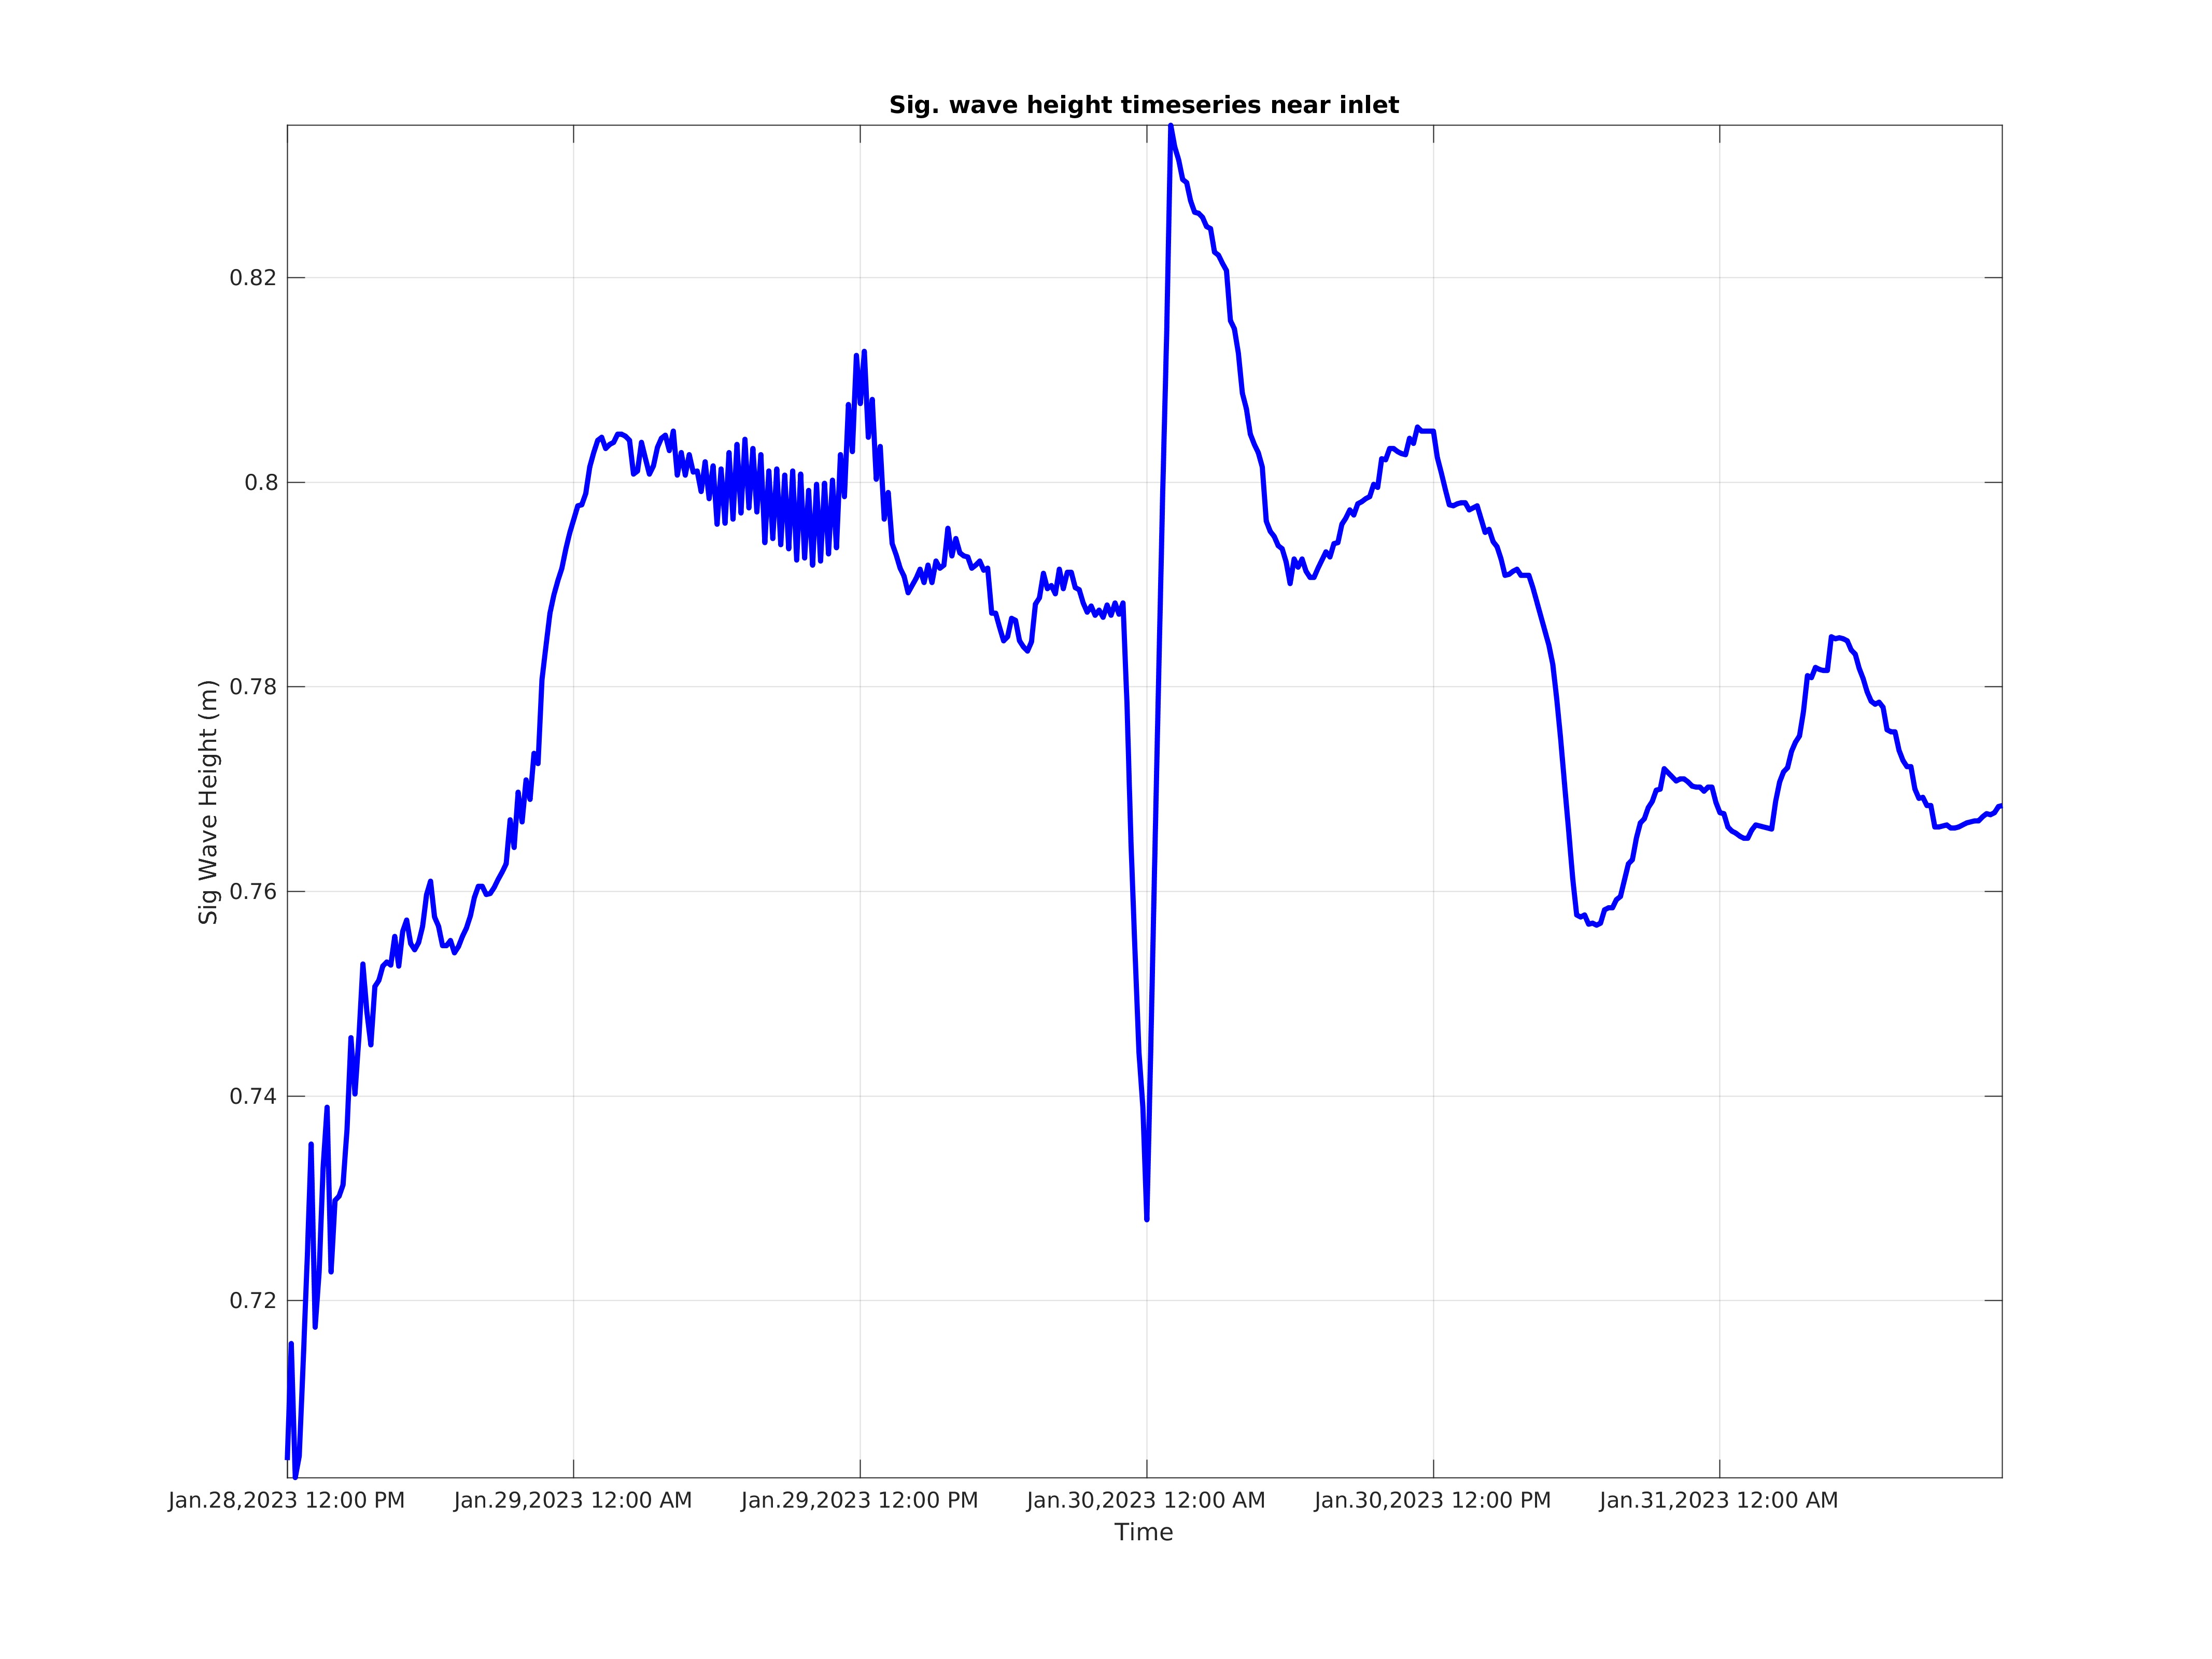 Sig. wave height timeseries near inlet
0.82
0.8
0.78
0.76
0.74
0.72
Sig Wave Height (m)
Jan.28,2023 12:00 PM Jan.29,2023 12:00 AM Jan.29,2023 12:00 PM Jan.30,2023 12:00 AM Jan.30,2023 12:00 PM Jan.31,2023 12:00 AM
Time